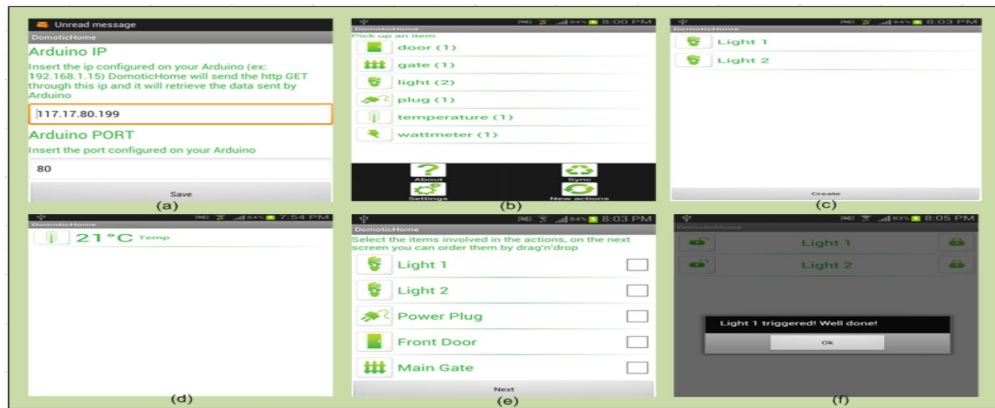 Unread message
DomoticHome
Arduino IP
Insert the ip configured on your Arduino (ex:
192.168.1.15) DomoticHome will send the http GET
through this ip and it will retrieve the data sent by
Arduino
117.17.80.199
Arduino PORT
Insert the port configured on your Arduino
80
Save
(a)
84% 8:00 PM
DomoticHome
Pick up an item
door (1)
gate (1)
light (2)
plug (1)
temperature (1)
wattmeter (1)
About
Sync
Settings
New actions
(b)
84% 8:03 PM
DomoticHome
Light 1
Light 2
Create
(c)
84% 7:54 PM
DomoticHome
21°C Temp
(d)
84% 8:03 PM
DomoticHome
Select the items involved in the actions, on the next
screen you can order them by drag'n'drop
Light 1
Light 2
Power Plug
Front Door
Main Gate
Next
(e)
83% 8:05 PM
DomoticHome
Light 1
Light 2
Light 1 triggered! Well done!
Ok
(f)